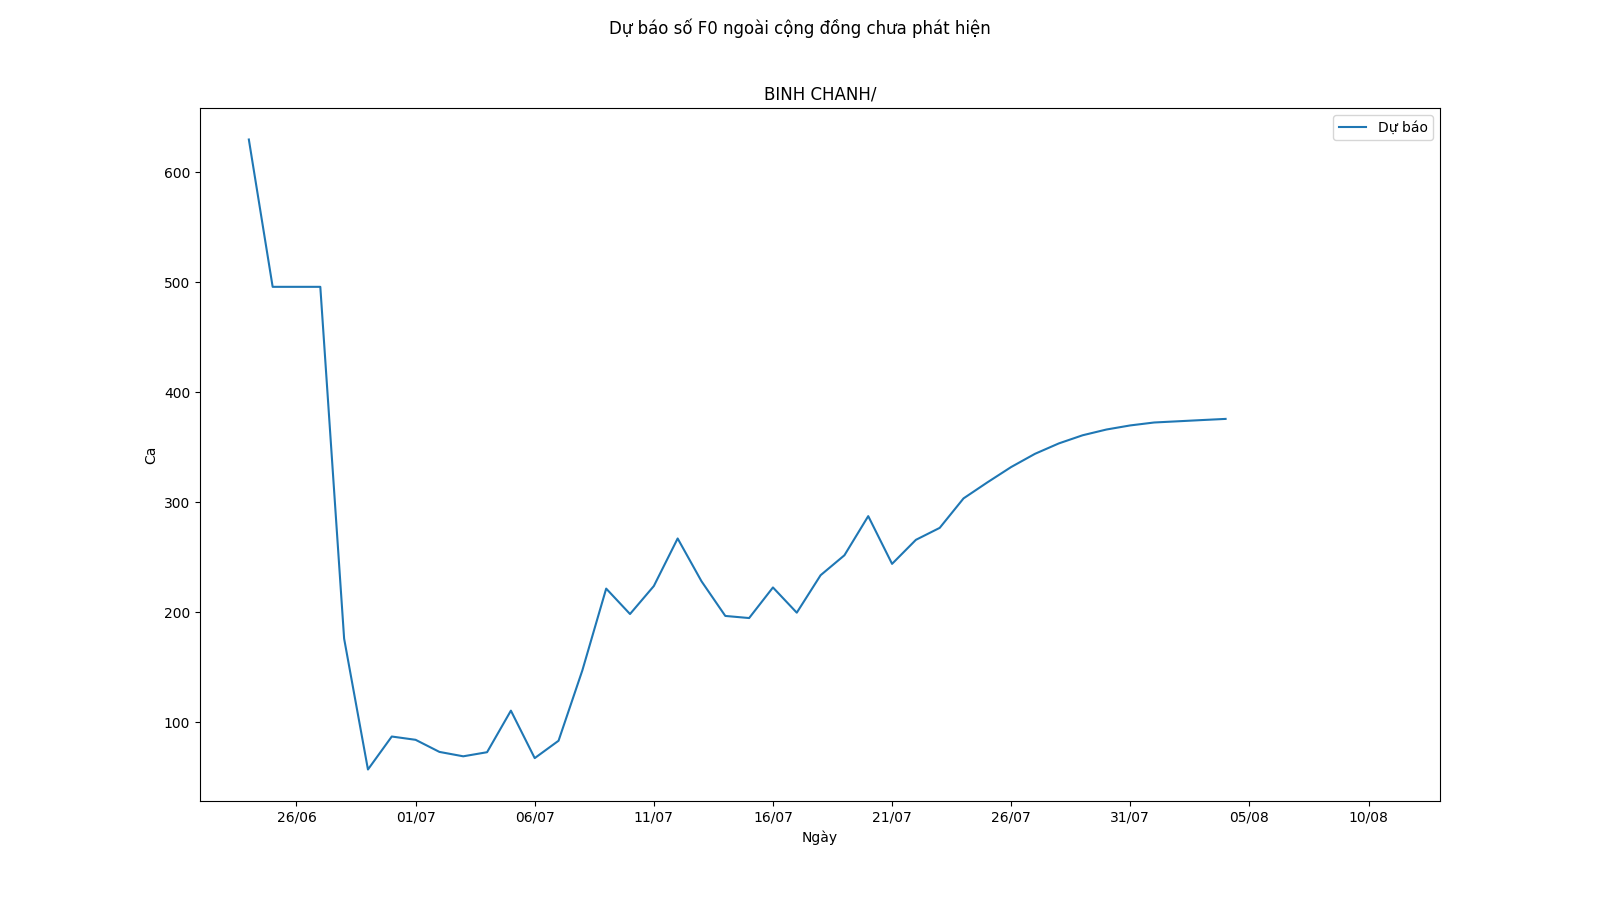 Dự báo số F0 ngoài cộng đồng chưa phát hiện
BINH CHANH/
Dự báo
600
500
400
300
200
100
Ca
26/06 01/07 06/07 11/07 16/07 21/07 26/07 31/07 05/08 10/08
Ngày